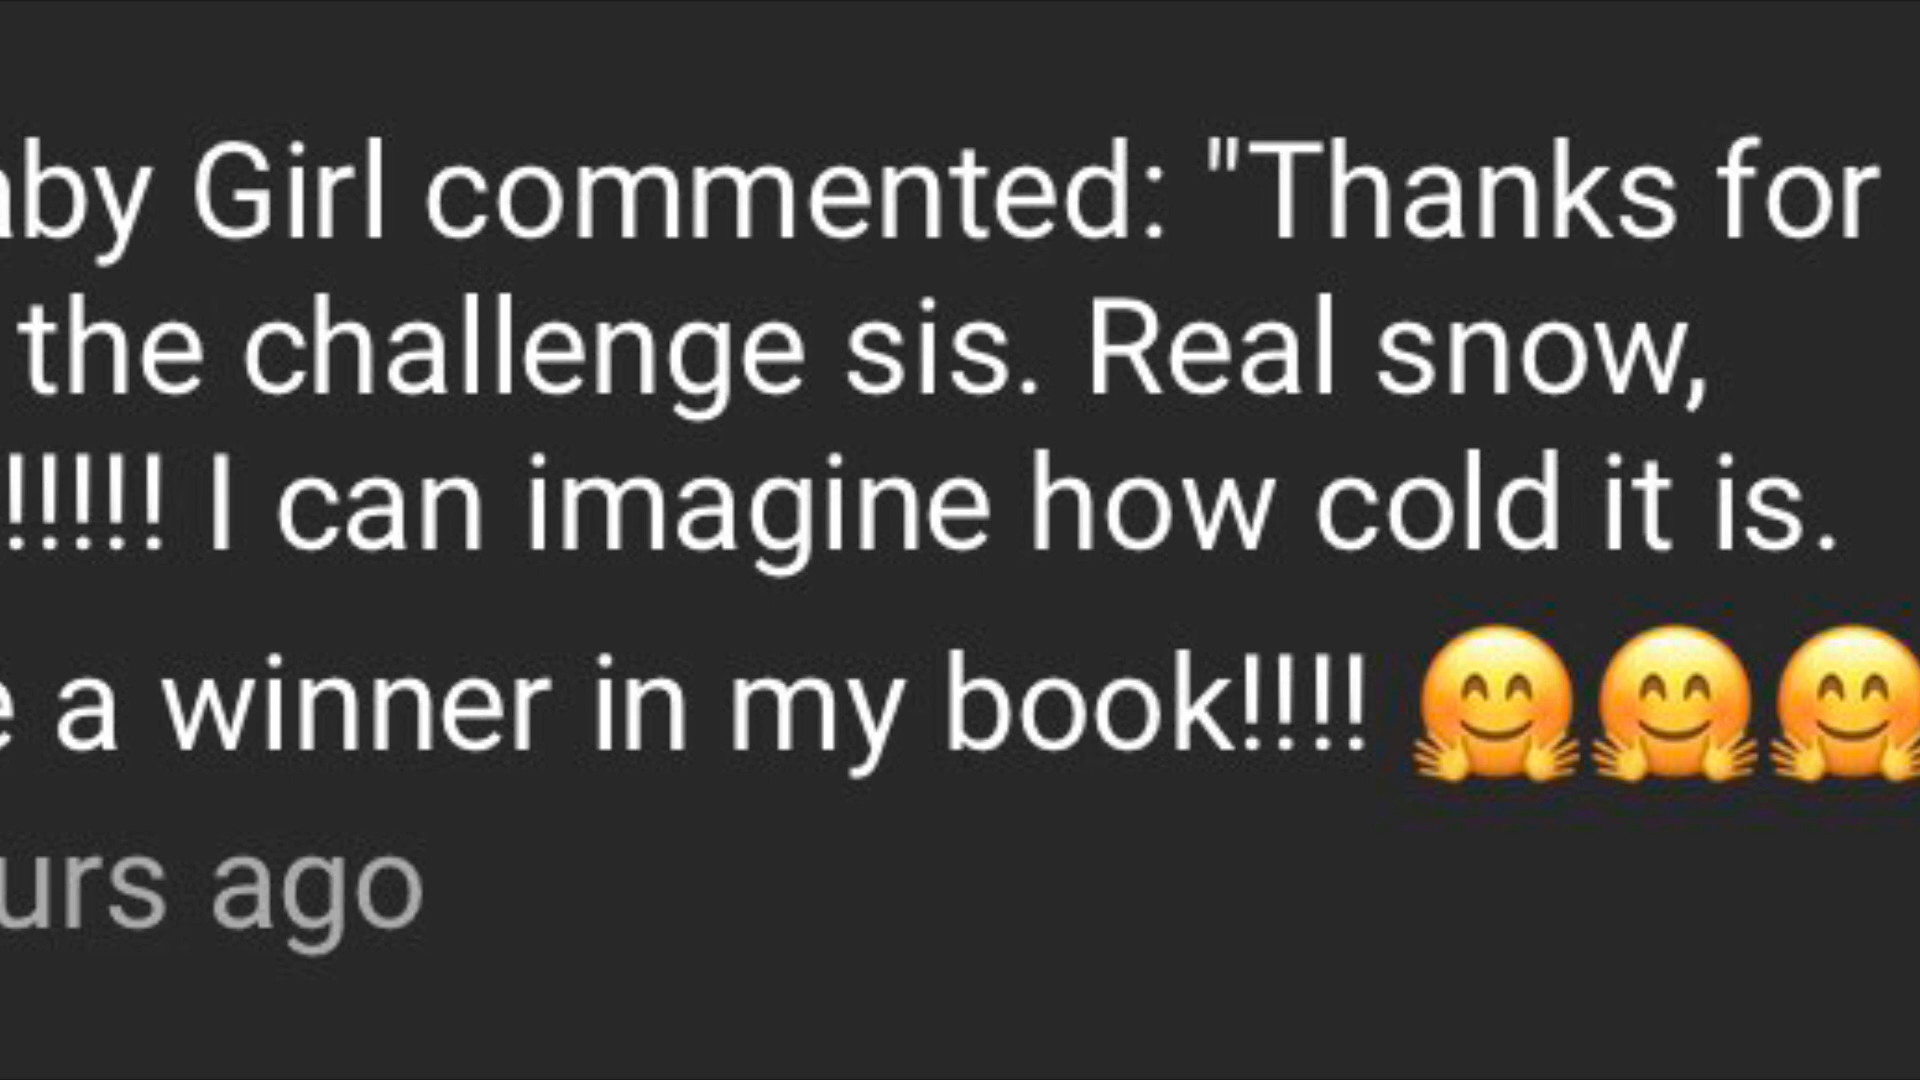 aby Girl commented: "Thanks for
the challenge sis. Real snow,
!!!!! I can imagine how cold it is.
e a winner in my book!!!! 🤗🤗🤗
urs ago